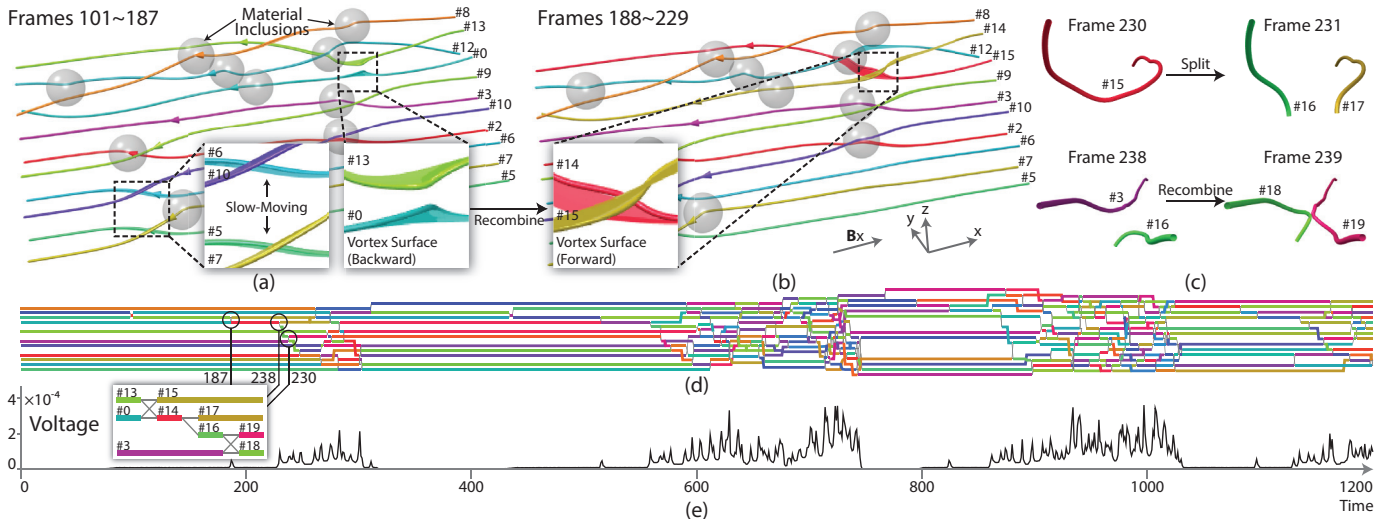 Frames 101~187
Material
Inclusions
#8
#13
#12
#0
#9
#3
#10
#2
#6
#7
#5
#6
#10
Slow-Moving
#5
#7
#13
#0
Vortex Surface
(Backward)
Recombine
(a)
Frames 188~229
#8
#14
#12
#15
#9
#3
#10
#2
#6
#7
#5
#14
#15
Vortex Surface
(Forward)
Bx
y
z
x
(b)
Frame 230
Frame 231
#15
Split
#16
#17
Frame 238
Frame 239
#3
Recombine
#18
#16
#19
(c)
187
238
230
(d)
#13
#15
#0
#14
#17
#16
#19
#3
#18
×10⁻⁴
4
Voltage
2
0
0
200
400
600
800
1000
1200
Time
(e)